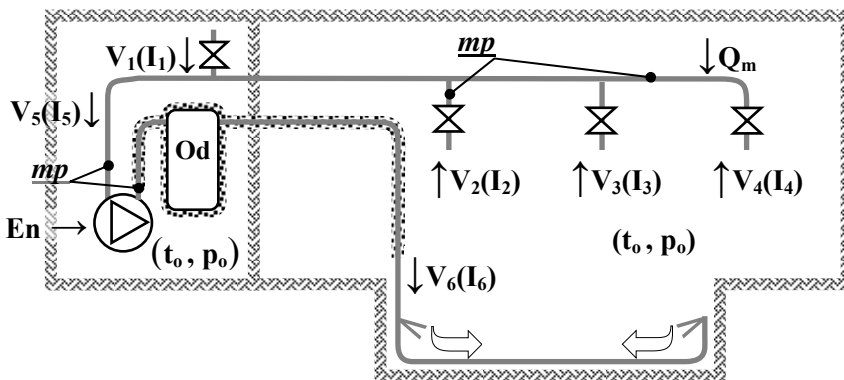 V₁(I₁)↓
mp
↓Qₘ
V₅(I₅)↓
Od
mp
↑V₂(I₂)
↑V₃(I₃)
↑V₄(I₄)
En →
(tₒ, pₒ)
(tₒ, pₒ)
↓V₆(I₆)